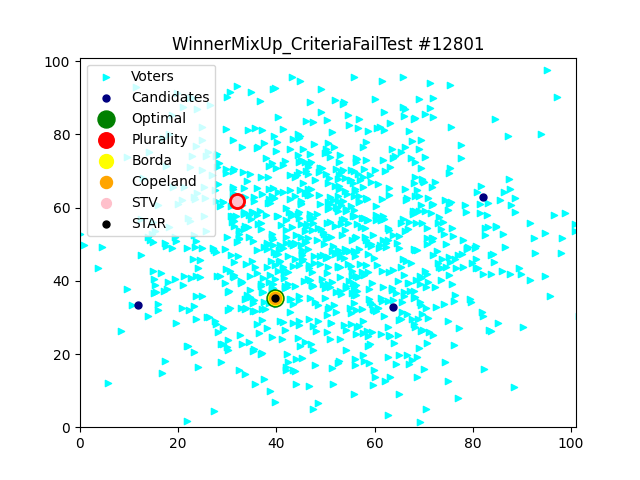 WinnerMixUp_CriteriaFailTest #12801
100
80
60
40
20
0
0
20
40
60
80
100
Voters
Candidates
Optimal
Plurality
Borda
Copeland
STV
STAR